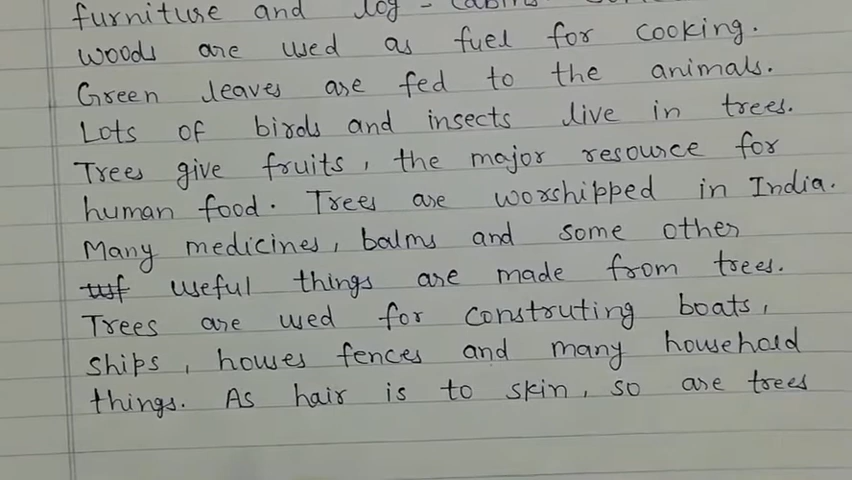 furniture and log-cabins
woods are used as fuel for cooking.
Green leaves are fed to the animals.
Lots of birds and insects live in trees.
Trees give fruits, the major resource for
human food. Trees are worshipped in India.
Many medicines, balms and some other
useful things are made from trees.
Trees are used for construting boats,
ships, houses fences and many household
things. As hair is to skin, so are trees